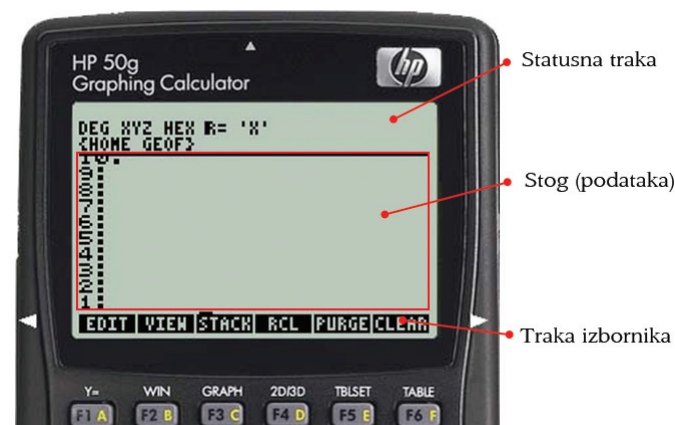 HP 50g
Graphing Calculator
hp
Statusna traka
DEG XYZ HEX R= 'X'
{HOME GEOF}
10:
9:
8:
7:
6:
5:
4:
3:
2:
1:
Stog (podataka)
EDIT VIEW STACK RCL PURGE CLEAR
Traka izbornika
Y= WIN GRAPH 2D/3D TBLSET TABLE
F1 A F2 B F3 C F4 D F5 E F6 F